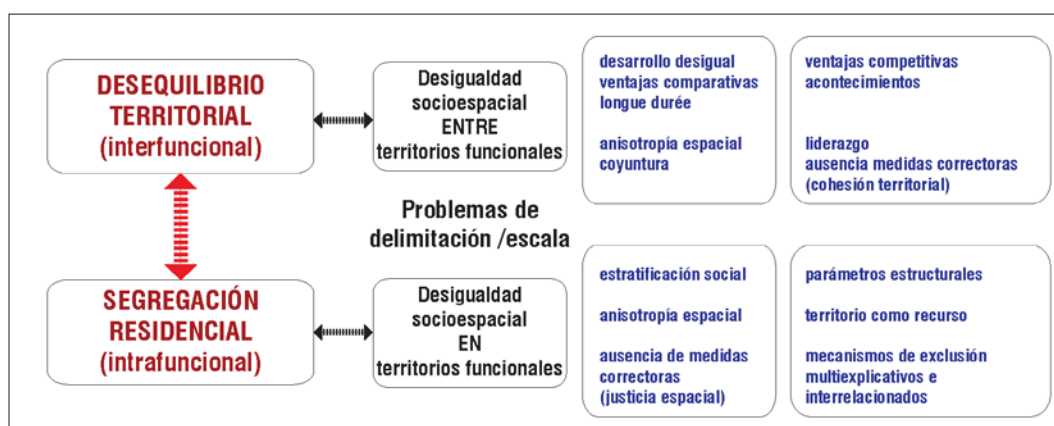 DESEQUILIBRIO
TERRITORIAL
(interfuncional)
Desigualdad
socioespacial
ENTRE
territorios funcionales
desarrollo desigual
ventajas comparativas
longue durée
anisotropía espacial
coyuntura
ventajas competitivas
acontecimientos
liderazgo
ausencia medidas correctoras
(cohesión territorial)
Problemas de
delimitación /escala
SEGREGACIÓN
RESIDENCIAL
(intrafuncional)
Desigualdad
socioespacial
EN
territorios funcionales
estratificación social
anisotropía espacial
ausencia de medidas
correctoras
(justicia espacial)
parámetros estructurales
territorio como recurso
mecanismos de exclusión
multiexplicativos e
interrelacionados